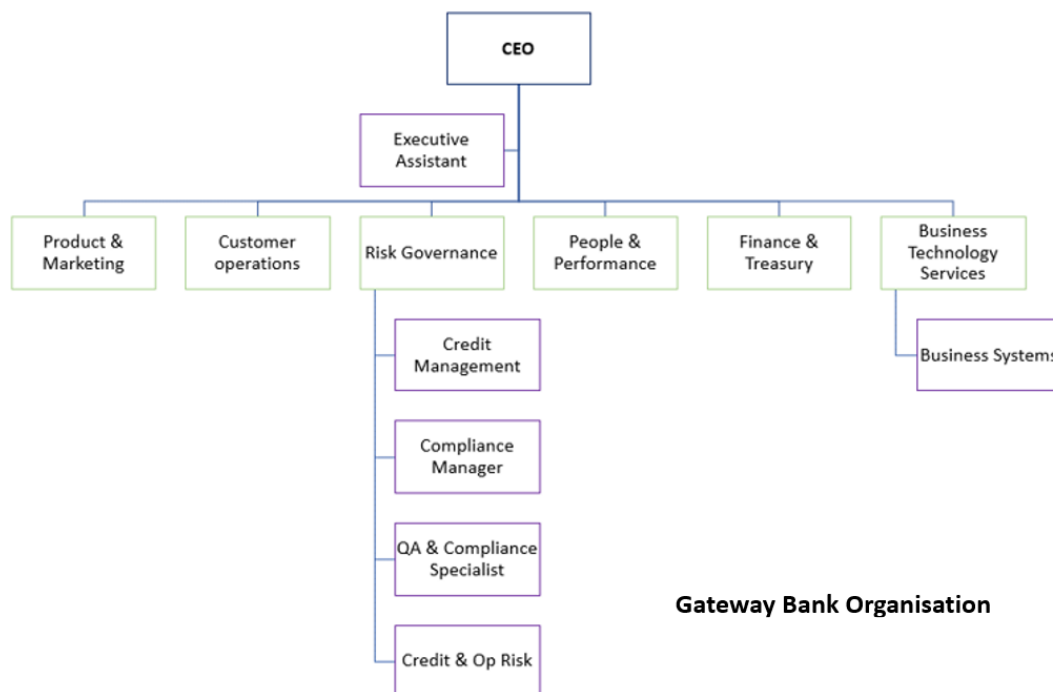 CEO
Executive
Assistant
Product &
Marketing
Customer
operations
Risk Governance
People &
Performance
Finance &
Treasury
Business
Technology
Services
Credit
Management
Business Systems
Compliance
Manager
QA & Compliance
Specialist
Credit & Op Risk
Gateway Bank Organisation